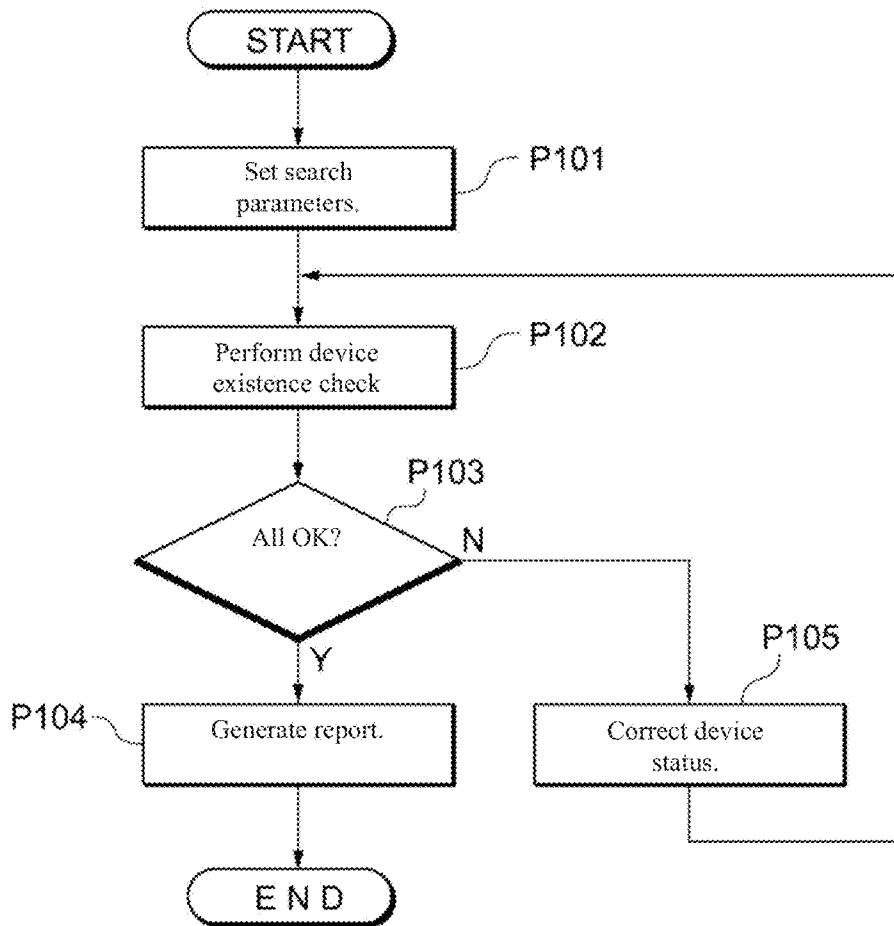 START
Set search
parameters.
P101
Perform device
existence check
P102
All OK?
P103
N
Y
Generate report.
P104
Correct device
status.
P105
E N D